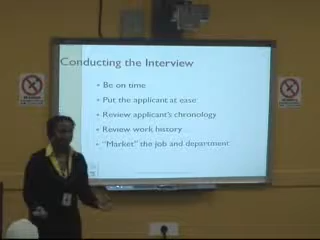 Conducting the Interview
• Be on time
• Put the applicant at ease
• Review applicant's chronology
• Review work history
• "Market" the job and department